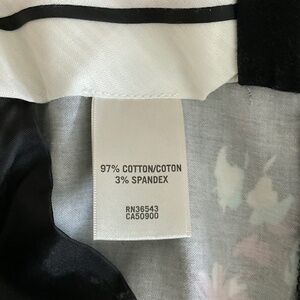 97% COTTON/COTON
3% SPANDEX
RN36543
CA50900